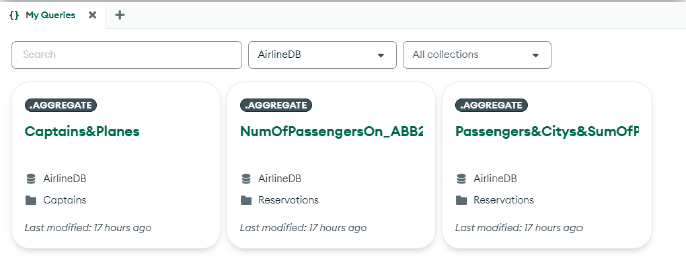 {} My Queries
Search
AirlineDB
All collections
.AGGREGATE
Captains&Planes
AirlineDB
Captains
Last modified: 17 hours ago
.AGGREGATE
NumOfPassengersOn_ABB2
AirlineDB
Reservations
Last modified: 17 hours ago
.AGGREGATE
Passengers&Citys&SumOfP
AirlineDB
Reservations
Last modified: 17 hours ago